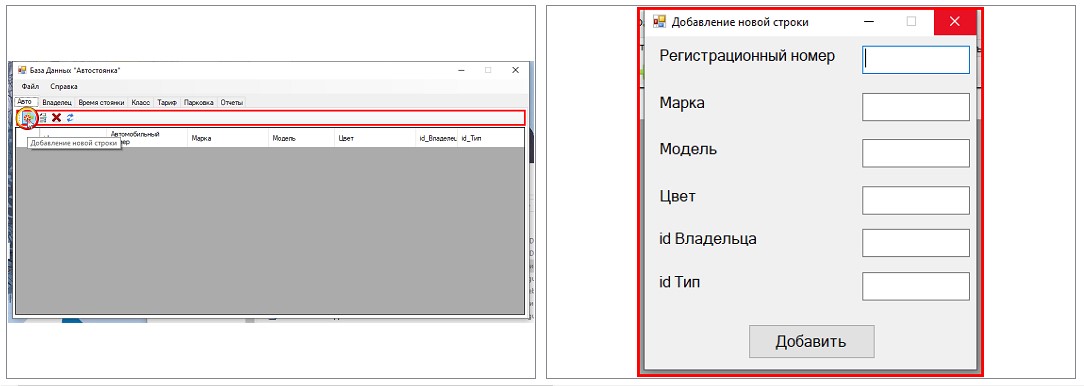 База Данных "Автостоянка"
Файл Справка
Авто Владелец Время стоянки Класс Тариф Парковка Отчеты
Автомобильный
Марка Модель Цвет id_Владелец id_Тип
Добавление новой строки
Добавление новой строки
Регистрационный номер
Марка
Модель
Цвет
id Владельца
id Тип
Добавить